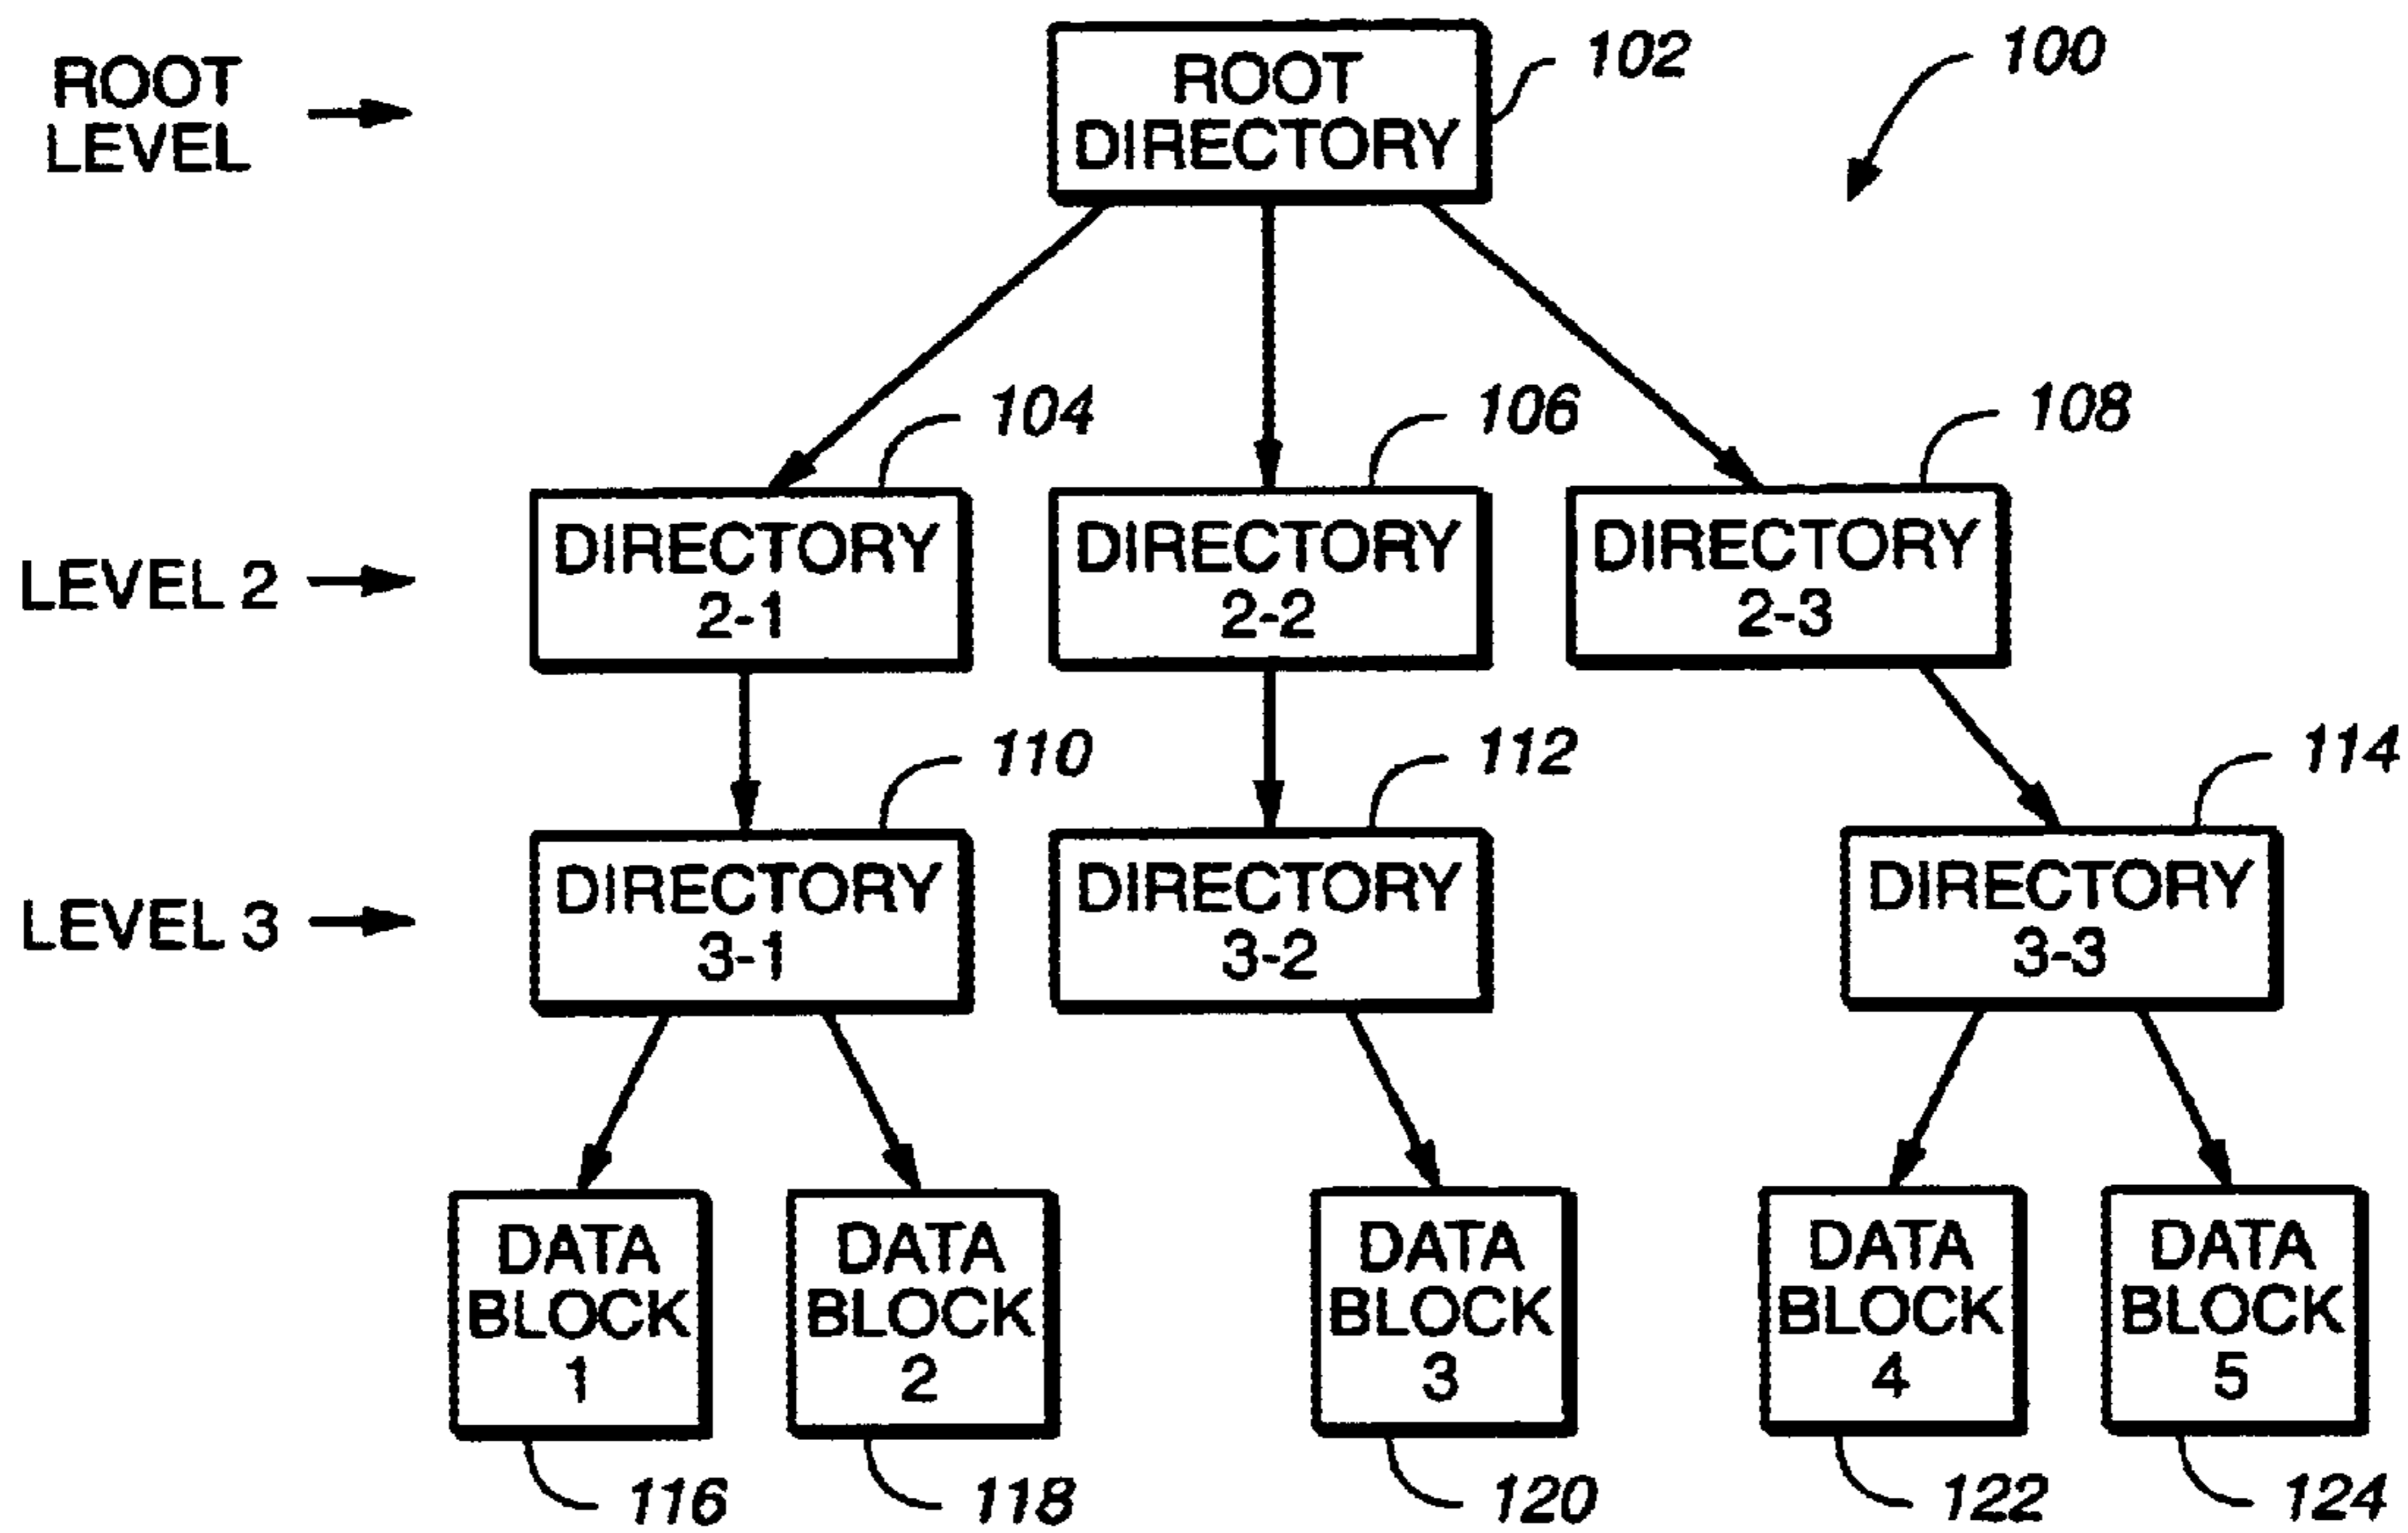 ROOT
LEVEL
ROOT
DIRECTORY
102
100
104
106
108
LEVEL 2
DIRECTORY
2-1
DIRECTORY
2-2
DIRECTORY
2-3
110
112
114
LEVEL 3
DIRECTORY
3-1
DIRECTORY
3-2
DIRECTORY
3-3
DATA
BLOCK
1
DATA
BLOCK
2
DATA
BLOCK
3
DATA
BLOCK
4
DATA
BLOCK
5
116
118
120
122
124